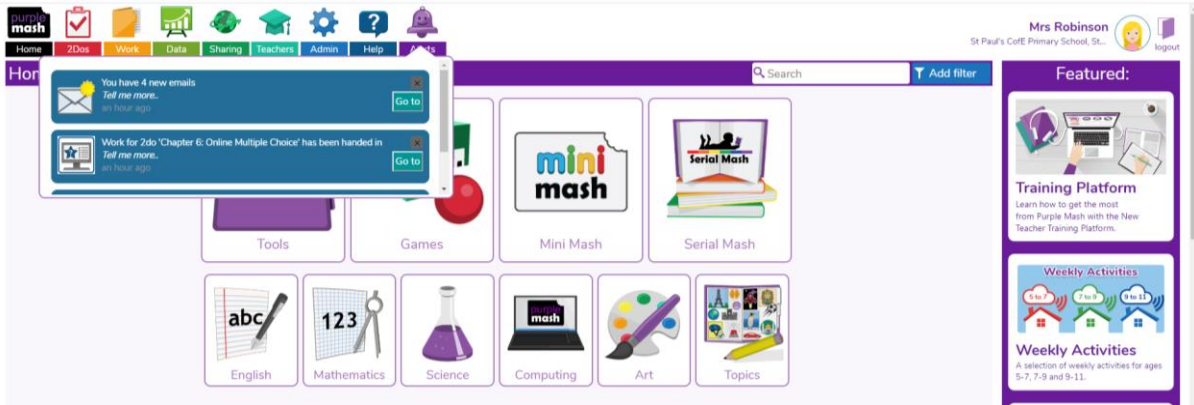 purple
mash
Home
2Dos
Work
Data
Sharing
Teachers
Admin
Help
Mrs Robinson
St Paul's CofE Primary School, St...
logout
You have 4 new emails
Tell me more..
an hour ago
Go to
Work for 2do 'Chapter 6: Online Multiple Choice' has been handed in
Tell me more..
an hour ago
Go to
Search
Add filter
Tools
Games
mini
mash
Mini Mash
Serial Mash
Serial Mash
abc
English
123
Mathematics
Science
purple
mash
Computing
Art
Topics
Featured:
Training Platform
Learn how to get the most
from Purple Mash with the New
Teacher Training Platform.
Weekly Activities
5 to 7
7 to 9
9 to 11
Weekly Activities
A selection of weekly activities for ages
5-7, 7-9 and 9-11.